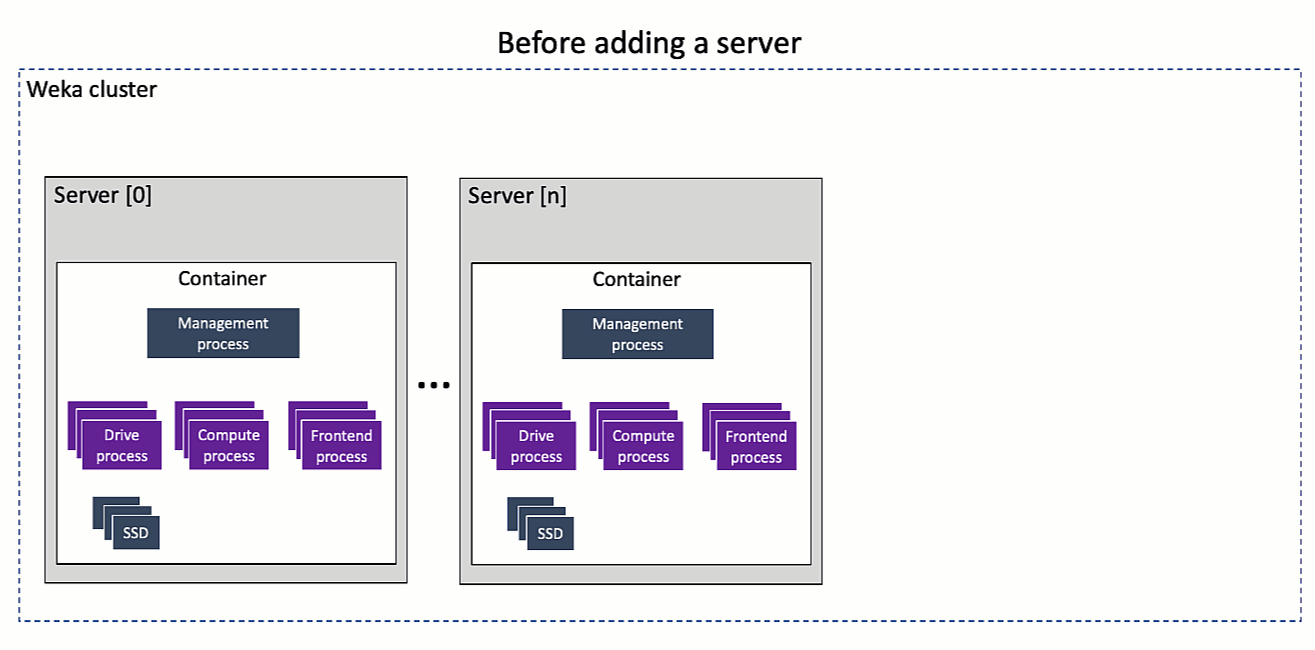 Before adding a server
Weka cluster
Server [0]
Container
Management
process
Drive
process
Compute
process
Frontend
process
SSD
...
Server [n]
Container
Management
process
Drive
process
Compute
process
Frontend
process
SSD